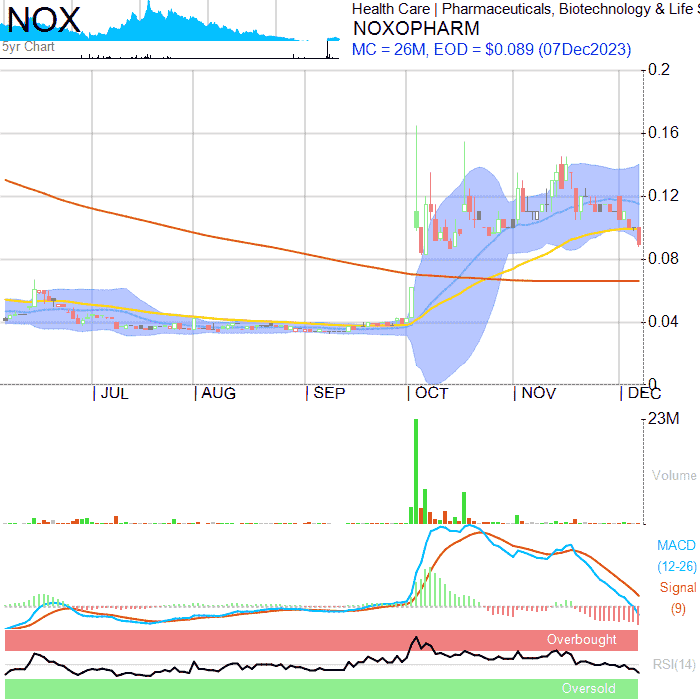 NOX
5yr Chart
Health Care | Pharmaceuticals, Biotechnology & Life S
NOXOPHARM
MC = 26M, EOD = $0.089 (07Dec2023)
0.2
0.16
0.12
0.08
0.04
0
JUL AUG SEP OCT NOV DEC
23M
Volume
MACD
(12-26)
Signal
(9)
Overbought
RSI(14)
Oversold